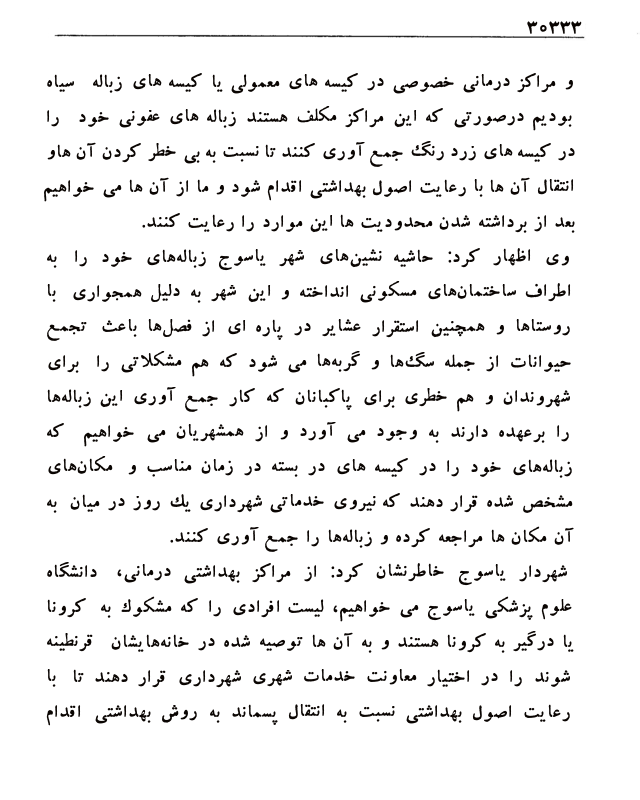 ۳۰۳۳۳
و مراکز درمانی خصوصی در کیسه های معمولی یا کیسه های زباله سیاه
بودیم درصورتی که این مراکز مکلف هستند زباله های عفونی خود را
در کیسه های زرد رنگ جمع آوری کنند تا نسبت به بی خطر کردن آن هاو
انتقال آن ها با رعایت اصول بهداشتی اقدام شود و ما از آن ها می خواهیم
بعد از برداشته شدن محدودیت ها این موارد را رعایت کنند.
وی اظهار کرد: حاشیه نشین‌های شهر یاسوج زباله‌های خود را به
اطراف ساختمان‌های مسکونی انداخته و این شهر به دلیل همجواری با
روستاها و همچنین استقرار عشایر در پاره ای از فصل‌ها باعث تجمع
حیوانات از جمله سگ‌ها و گربه‌ها می شود که هم مشکلاتی را برای
شهروندان و هم خطری برای پاکبانان که کار جمع آوری این زباله‌ها
را برعهده دارند به وجود می آورد و از همشهریان می خواهیم که
زباله‌های خود را در کیسه های در بسته در زمان مناسب و مکان‌های
مشخص شده قرار دهند که نیروی خدماتی شهرداری یك روز در میان به
آن مکان ها مراجعه کرده و زباله‌ها را جمع آوری کنند.
شهردار یاسوج خاطرنشان کرد: از مراکز بهداشتی درمانی، دانشگاه
علوم پزشکی یاسوج می خواهیم، لیست افرادی را که مشکوك به کرونا
یا درگیر به کرونا هستند و به آن ها توصیه شده در خانه‌هایشان قرنطینه
شوند را در اختیار معاونت خدمات شهری شهرداری قرار دهند تا با
رعایت اصول بهداشتی نسبت به انتقال پسماند به روش بهداشتی اقدام